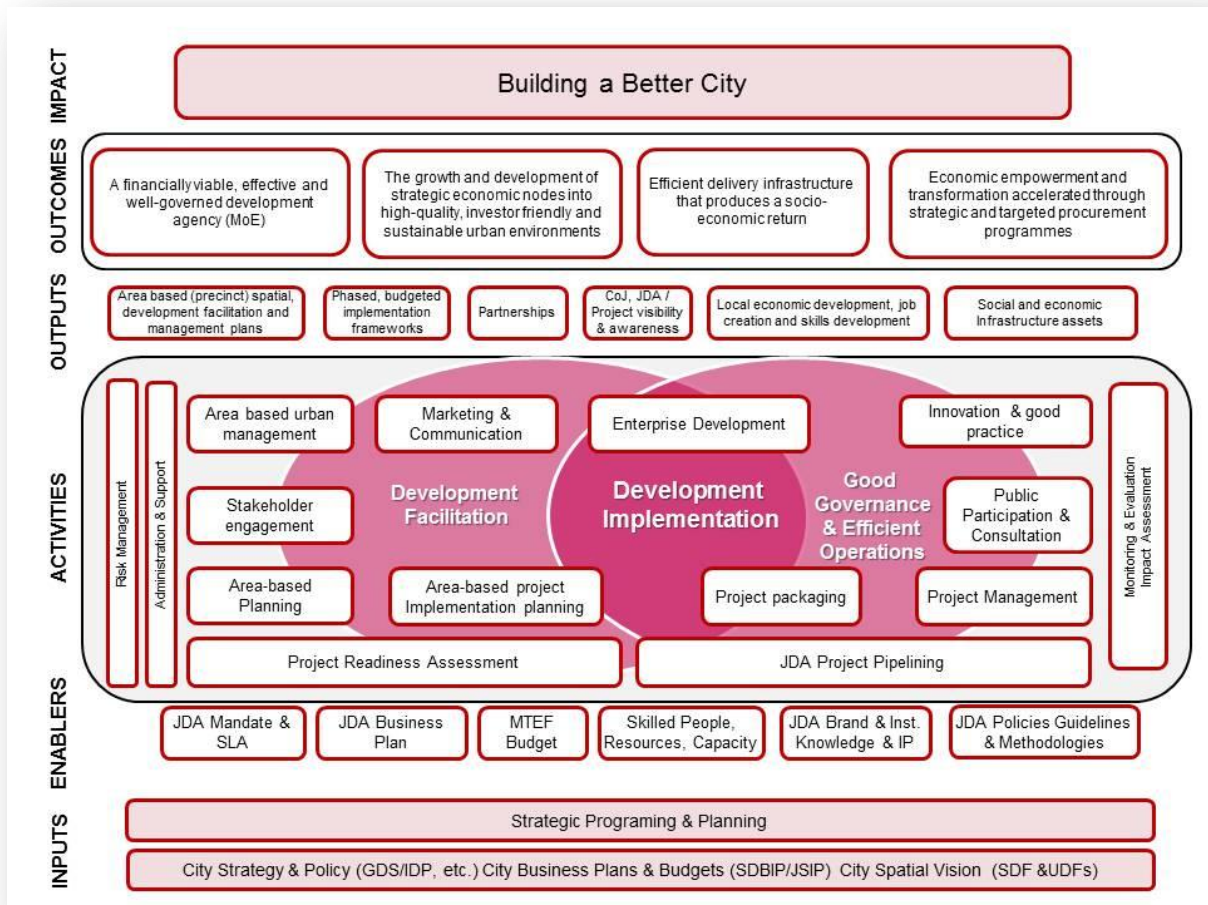 IMPACT
Building a Better City
OUTCOMES
A financially viable, effective and
well-governed development
agency (MoE)
The growth and development of
strategic economic nodes into
high-quality, investor friendly and
sustainable urban environments
Efficient delivery infrastructure
that produces a socio-
economic return
Economic empowerment and
transformation accelerated through
strategic and targeted procurement
programmes
OUTPUTS
Area based (precinct) spatial,
development facilitation and
management plans
Phased, budgeted
implementation
frameworks
Partnerships
CoJ, JDA /
Project visibility
& awareness
Local economic development, job
creation and skills development
Social and economic
Infrastructure assets
ACTIVITIES
Risk Management
Administration & Support
Area based urban
management
Marketing &
Communication
Enterprise Development
Innovation & good
practice
Stakeholder
engagement
Development
Facilitation
Development
Implementation
Good
Governance
& Efficient
Operations
Public
Participation &
Consultation
Area-based
Planning
Area-based project
Implementation planning
Project packaging
Project Management
Project Readiness Assessment
JDA Project Pipelining
Monitoring & Evaluation
Impact Assessment
ENABLERS
JDA Mandate &
SLA
JDA Business
Plan
MTEF
Budget
Skilled People,
Resources, Capacity
JDA Brand & Inst.
Knowledge & IP
JDA Policies Guidelines
& Methodologies
INPUTS
Strategic Programing & Planning
City Strategy & Policy (GDS/IDP, etc.) City Business Plans & Budgets (SDBIP/JSIP) City Spatial Vision (SDF &UDFs)